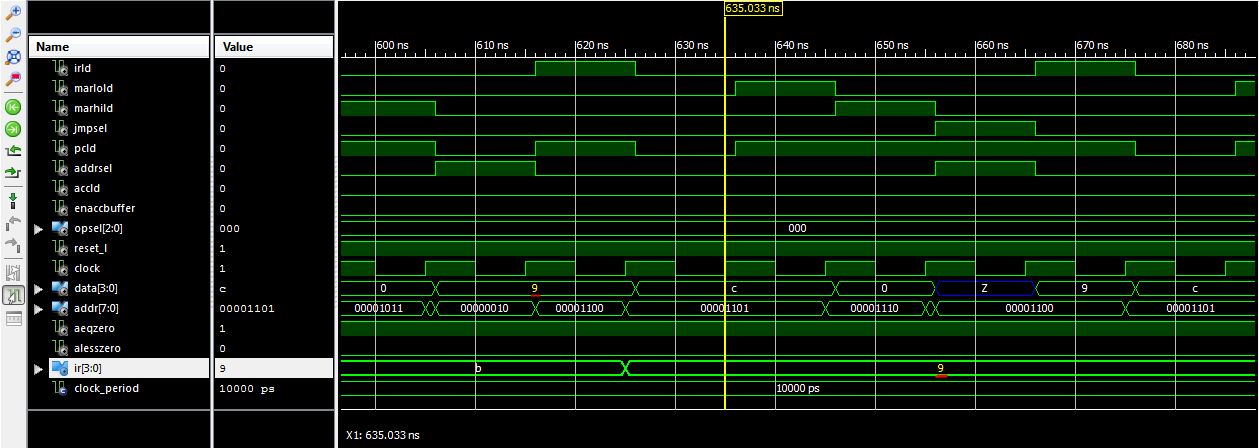 635.033 ns
Name Value 600 ns 610 ns 620 ns 630 ns 640 ns 650 ns 660 ns 670 ns 680 ns
irld 0
marlold 0
marhild 0
jmpsel 0
pcld 0
addrsel 0
accld 0
enaccbuffer 0
opsel[2:0] 000 000
reset_l 1
clock 1
data[3:0] c 0 9 c 0 Z 9 c
addr[7:0] 00001101 00001011 00000010 00001100 00001101 00001110 00001100 00001101
aeqzero 1
alesszero 0
ir[3:0] 9 b 9
clock_period 10000 ps 10000 ps
X1: 635.033 ns